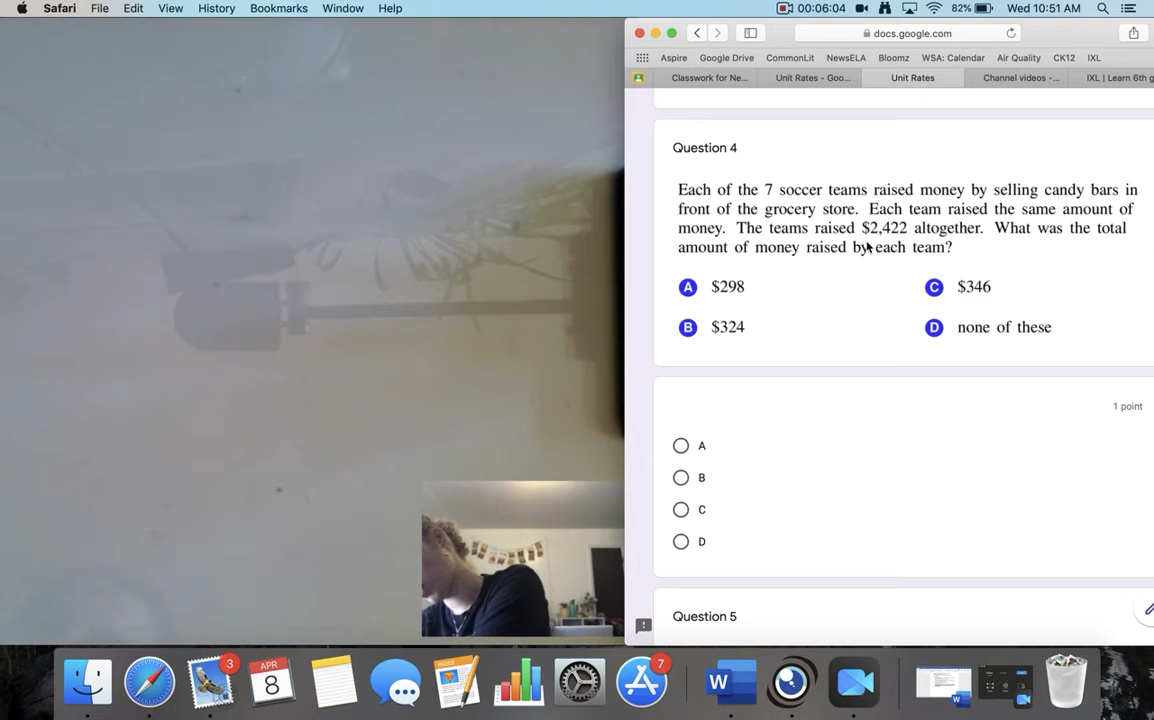 Safari File Edit View History Bookmarks Window Help 00:06:04 82% Wed 10:51 AM
docs.google.com
Aspire Google Drive CommonLit NewsELA Bloomz WSA: Calendar Air Quality CK12 IXL
Classwork for Ne... Unit Rates - Goo... Unit Rates Channel videos -... IXL | Learn 6th g
Question 4
Each of the 7 soccer teams raised money by selling candy bars in
front of the grocery store. Each team raised the same amount of
money. The teams raised $2,422 altogether. What was the total
amount of money raised by each team?
A $298 C $346
B $324 D none of these
1 point
A
B
C
D
Question 5
3
APR
8
PAGES
7
W